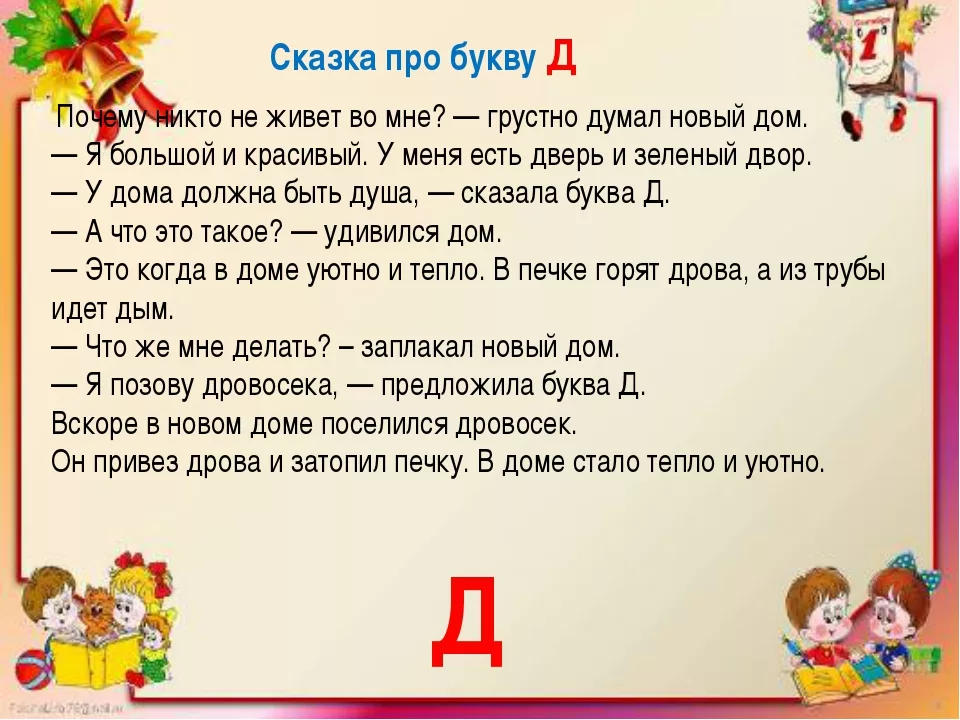 Сказка про букву Д
Почему никто не живет во мне? — грустно думал новый дом.
— Я большой и красивый. У меня есть дверь и зеленый двор.
— У дома должна быть душа, — сказала буква Д.
— А что это такое? — удивился дом.
— Это когда в доме уютно и тепло. В печке горят дрова, а из трубы
идет дым.
— Что же мне делать? – заплакал новый дом.
— Я позову дровосека, — предложила буква Д.
Вскоре в новом доме поселился дровосек.
Он привез дрова и затопил печку. В доме стало тепло и уютно.
Д
Сентябрь
1